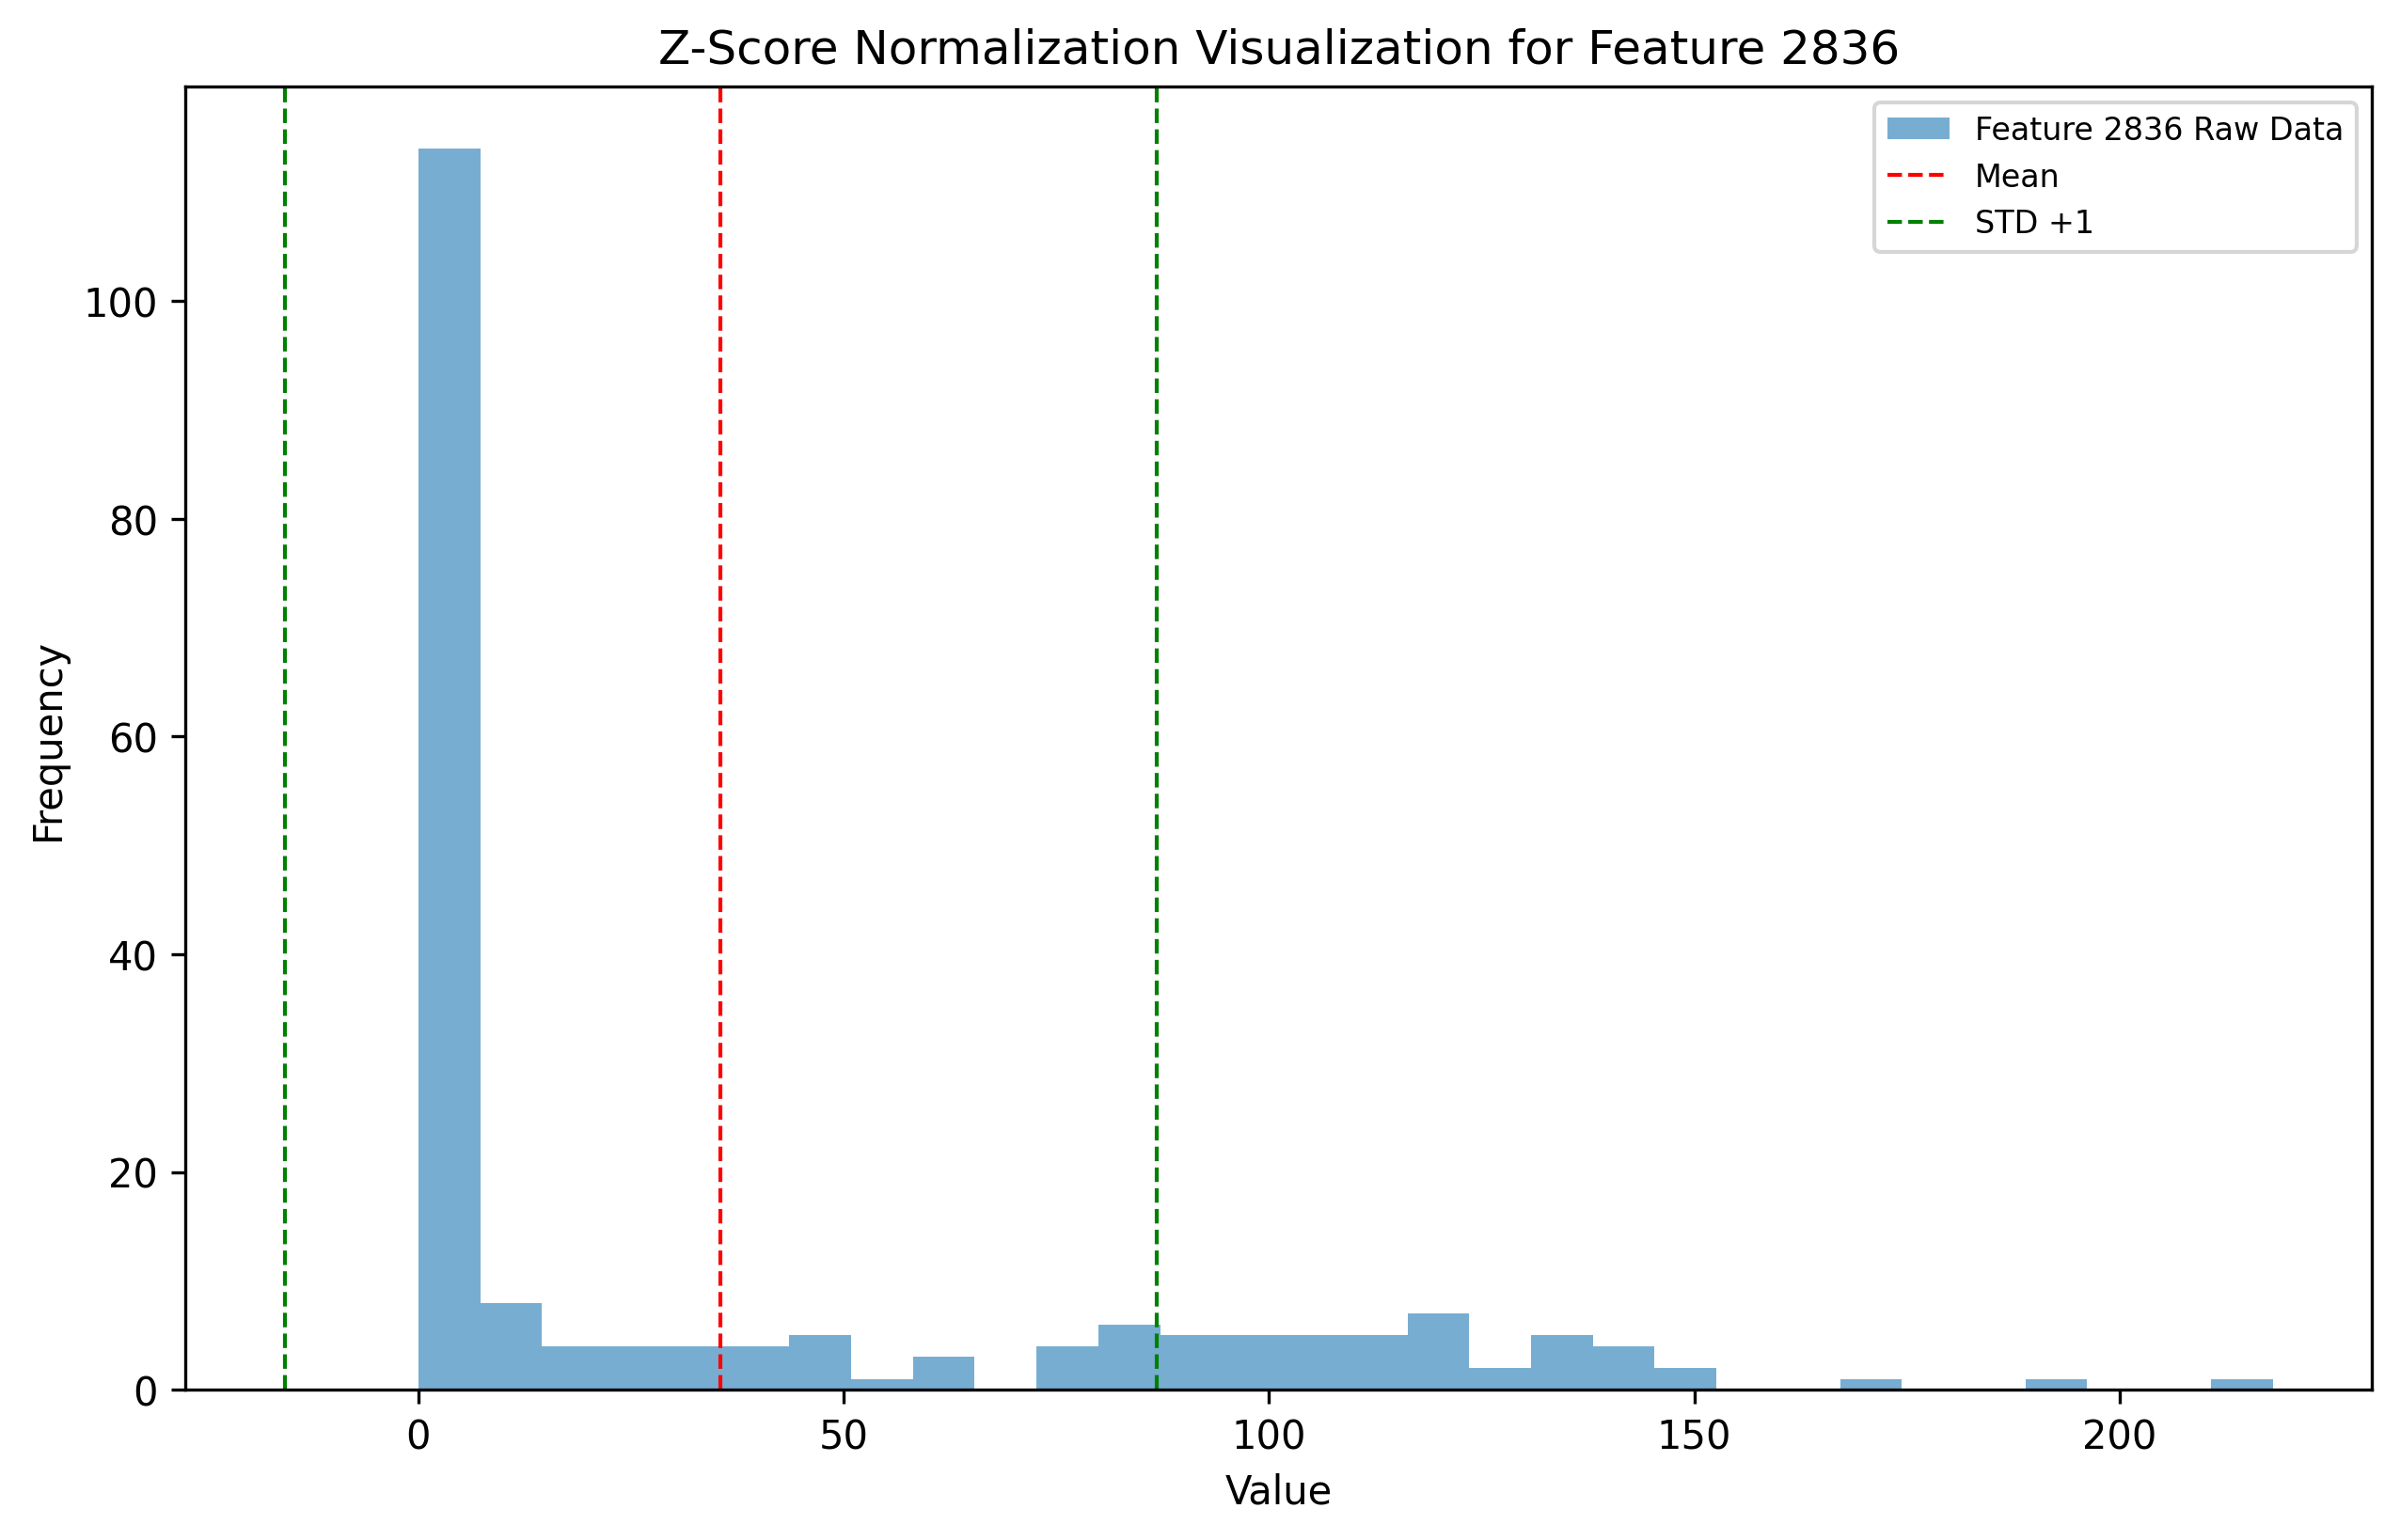 Z-Score Normalization Visualization for Feature 2836
Feature 2836 Raw Data
Mean
STD +1
Frequency
100
80
60
40
20
0
0 50 100 150 200
Value